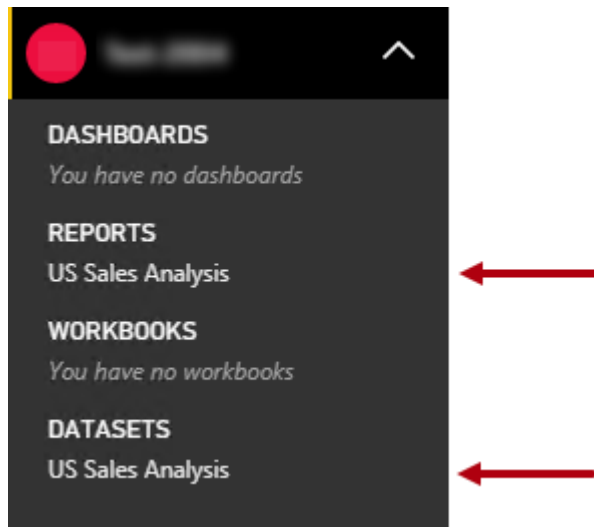 DASHBOARDS
You have no dashboards
REPORTS
US Sales Analysis
WORKBOOKS
You have no workbooks
DATASETS
US Sales Analysis